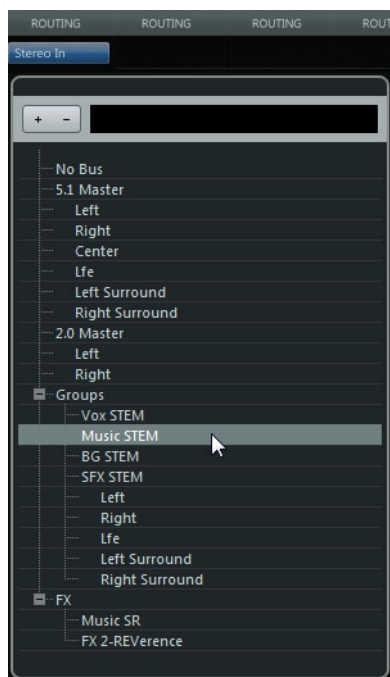 ROUTING ROUTING ROUTING ROUT
Stereo In
+ -
No Bus
5.1 Master
Left
Right
Center
Lfe
Left Surround
Right Surround
2.0 Master
Left
Right
Groups
Vox STEM
Music STEM
BG STEM
SFX STEM
Left
Right
Lfe
Left Surround
Right Surround
FX
Music SR
FX 2-REVerence